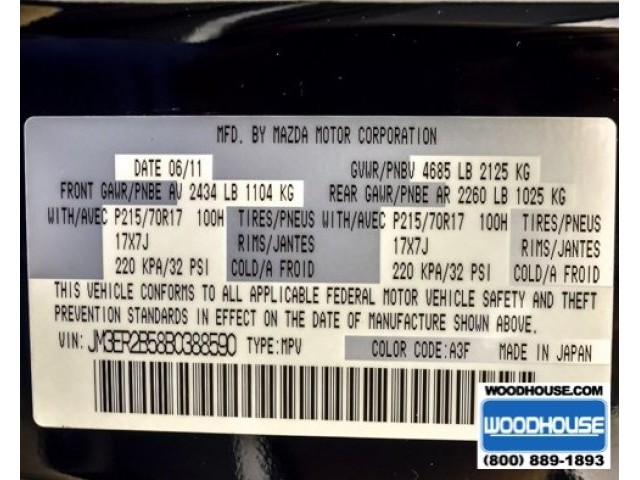 MFD. BY MAZDA MOTOR CORPORATION
DATE 06/11 GVWR/PNBV 4685 LB 2125 KG
FRONT GAWR/PNBE AV 2434 LB 1104 KG REAR GAWR/PNBE AR 2260 LB 1025 KG
WITH/AVEC P215/70R17 100H TIRES/PNEUS WITH/AVEC P215/70R17 100H TIRES/PNEUS
17X7J RIMS/JANTES 17X7J RIMS/JANTES
220 KPA/32 PSI COLD/A FROID 220 KPA/32 PSI COLD/A FROID
THIS VEHICLE CONFORMS TO ALL APPLICABLE FEDERAL MOTOR VEHICLE SAFETY AND THEFT
PREVENTION STANDARDS IN EFFECT ON THE DATE OF MANUFACTURE SHOWN ABOVE.
VIN: JM3ER2B58B0388590 TYPE:MPV COLOR CODE:A3F MADE IN JAPAN
WOODHOUSE.COM
WOODHOUSE
(800) 889-1893